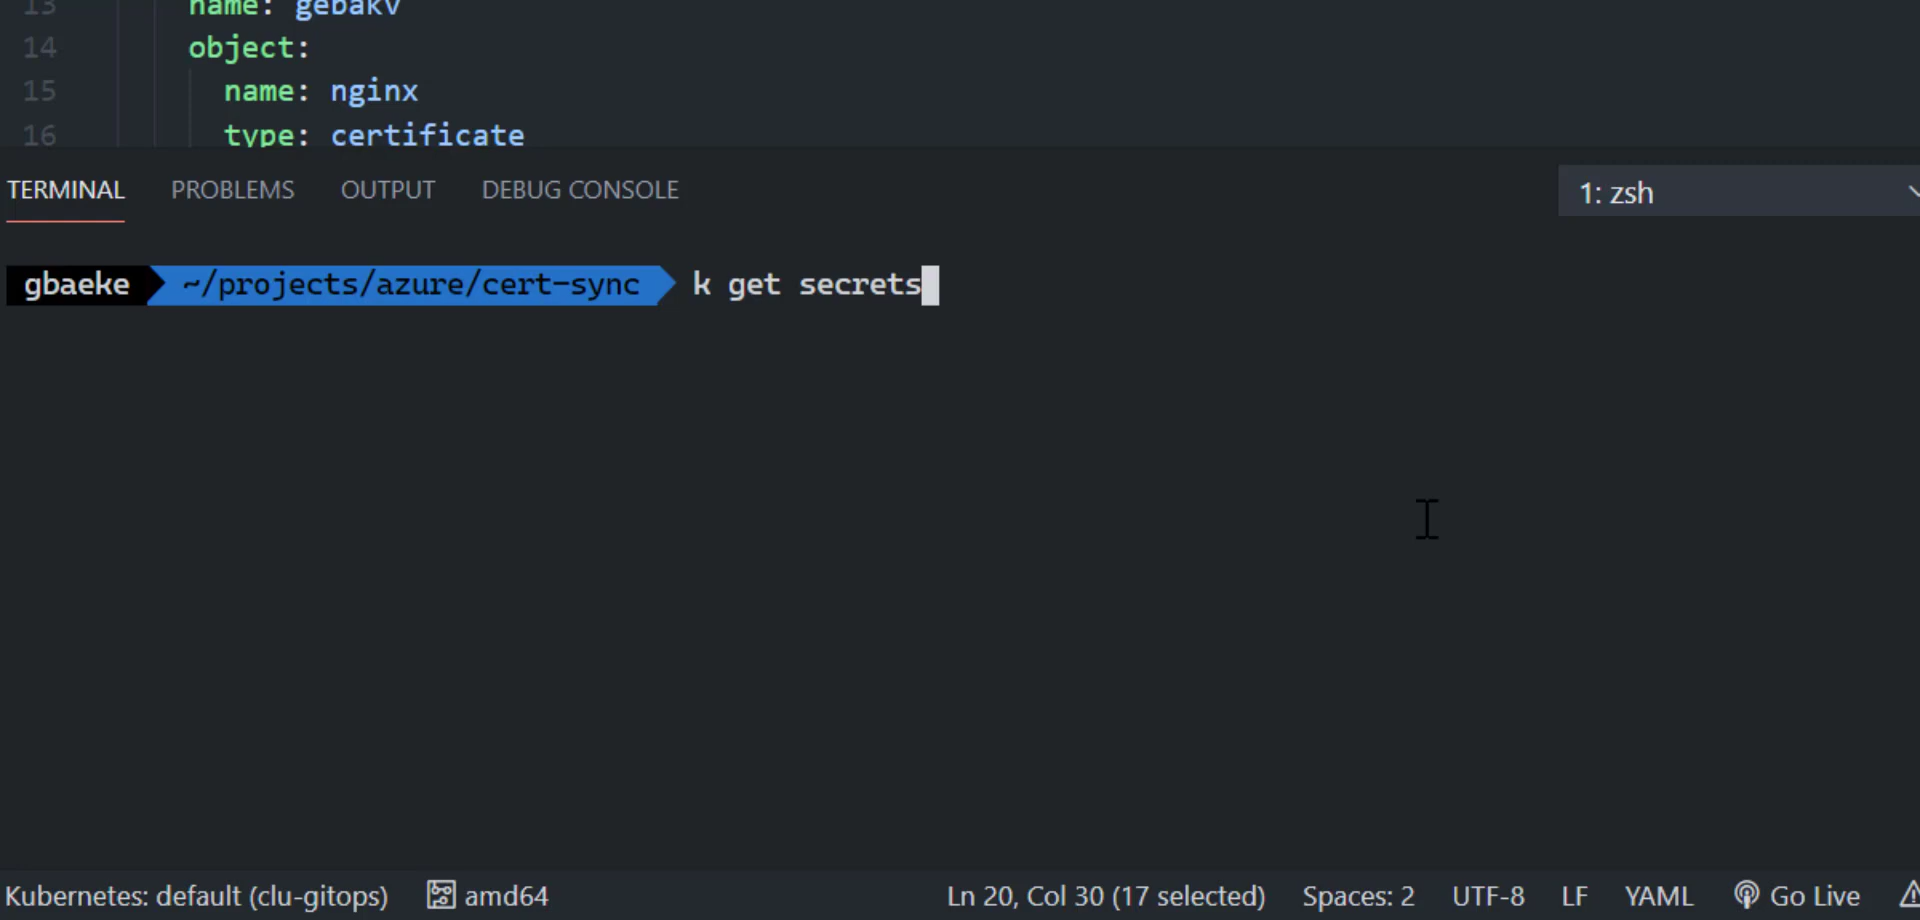 13 name: gebakv
14 object:
15 name: nginx
16 type: certificate
TERMINAL PROBLEMS OUTPUT DEBUG CONSOLE 1: zsh
gbaeke ~/projects/azure/cert-sync k get secrets
Kubernetes: default (clu-gitops) amd64 Ln 20, Col 30 (17 selected) Spaces: 2 UTF-8 LF YAML Go Live